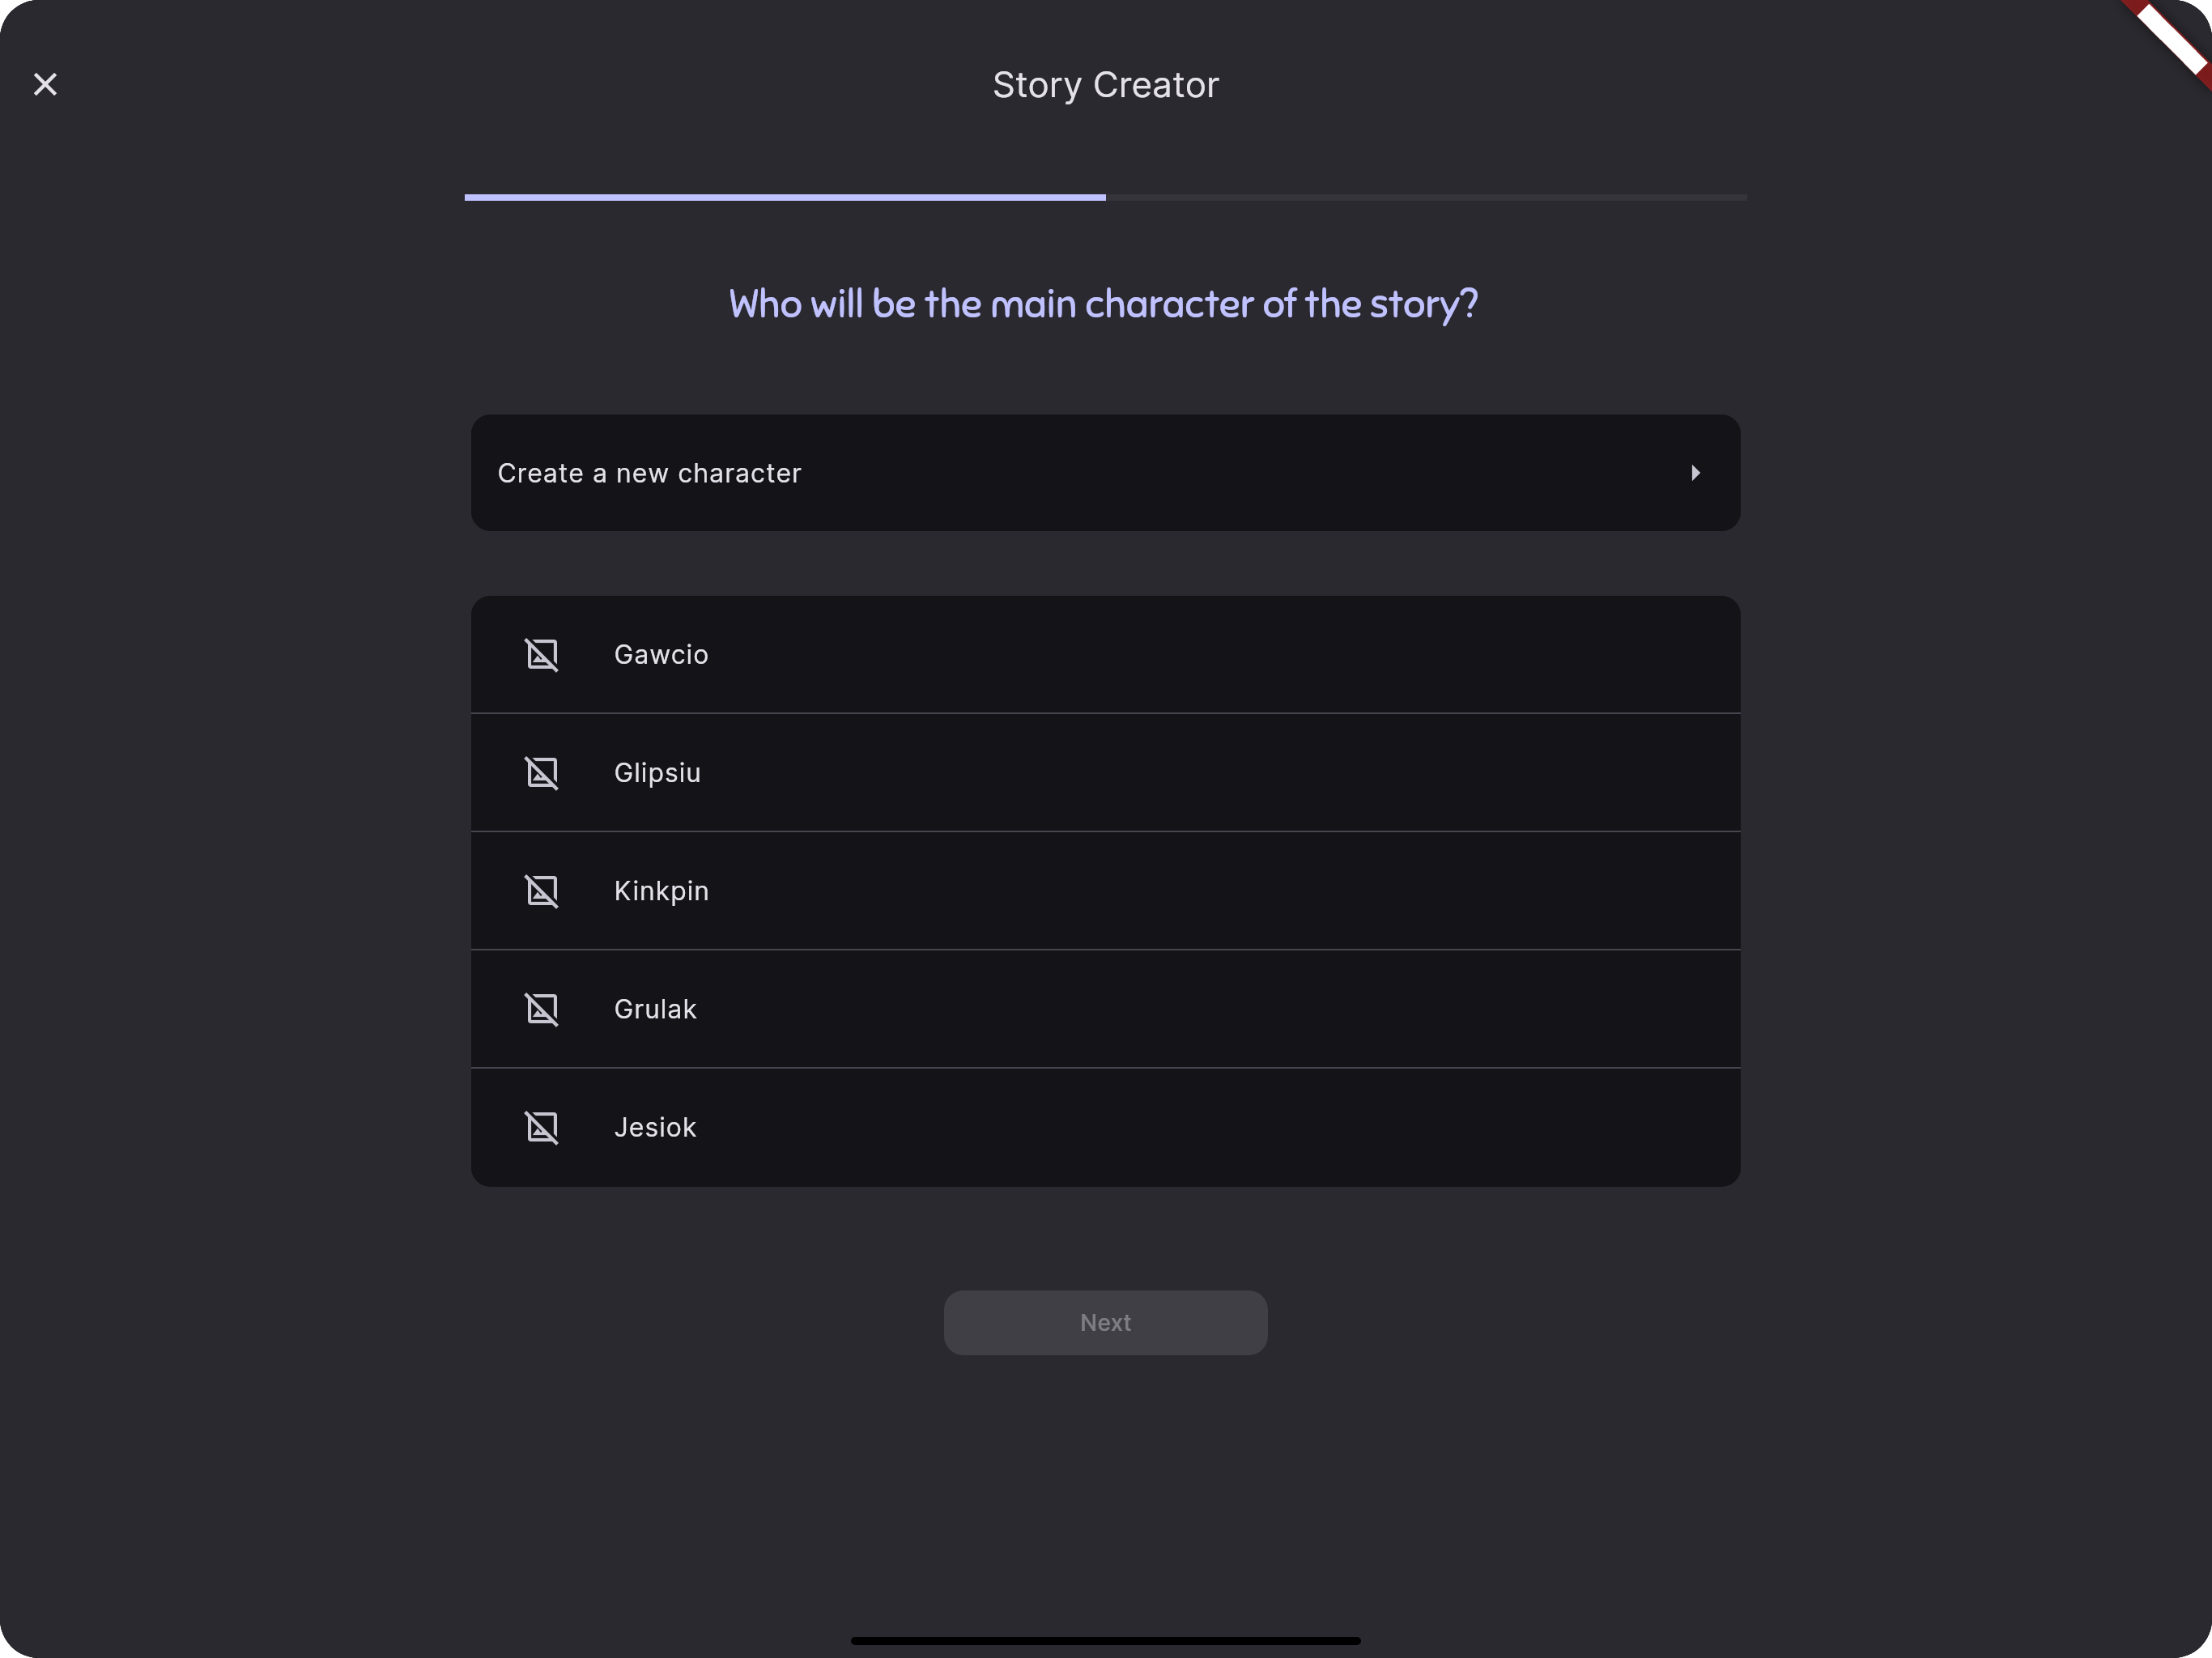 Story Creator
Who will be the main character of the story?
Create a new character
Gawcio
Glipsiu
Kinkpin
Grulak
Jesiok
Next